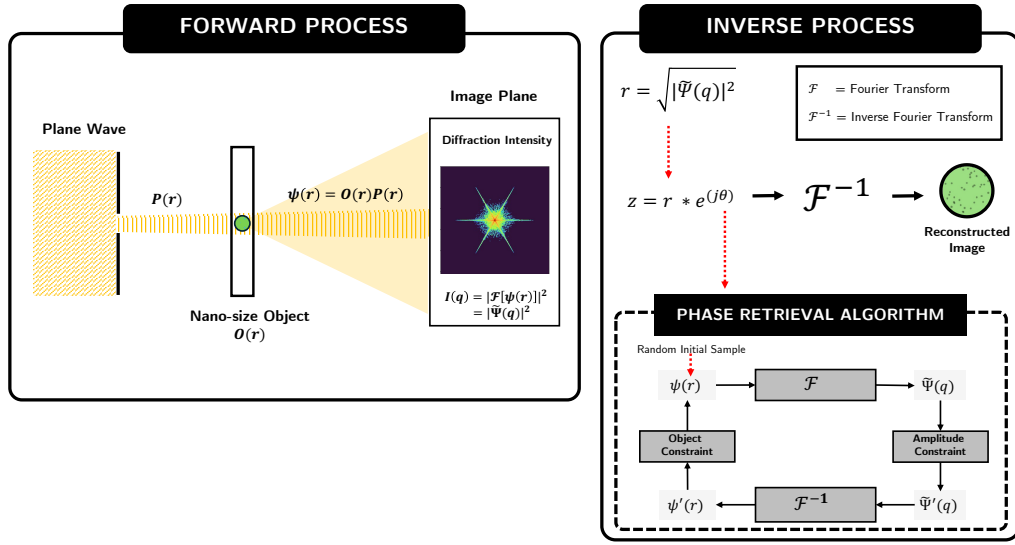 FORWARD PROCESS
Plane Wave
P(r)
ψ(r) = O(r)P(r)
Nano-size Object
O(r)
Image Plane
Diffraction Intensity
I(q) = |ℱ[ψ(r)]|²
= |Ψ̃(q)|²
INVERSE PROCESS
r = √|Ψ̃(q)|²
ℱ = Fourier Transform
ℱ⁻¹ = Inverse Fourier Transform
z = r * e^(jθ)
ℱ⁻¹
Reconstructed
Image
PHASE RETRIEVAL ALGORITHM
Random Initial Sample
ψ(r)
ℱ
Ψ̃(q)
Object
Constraint
Amplitude
Constraint
ψ′(r)
ℱ⁻¹
Ψ̃′(q)